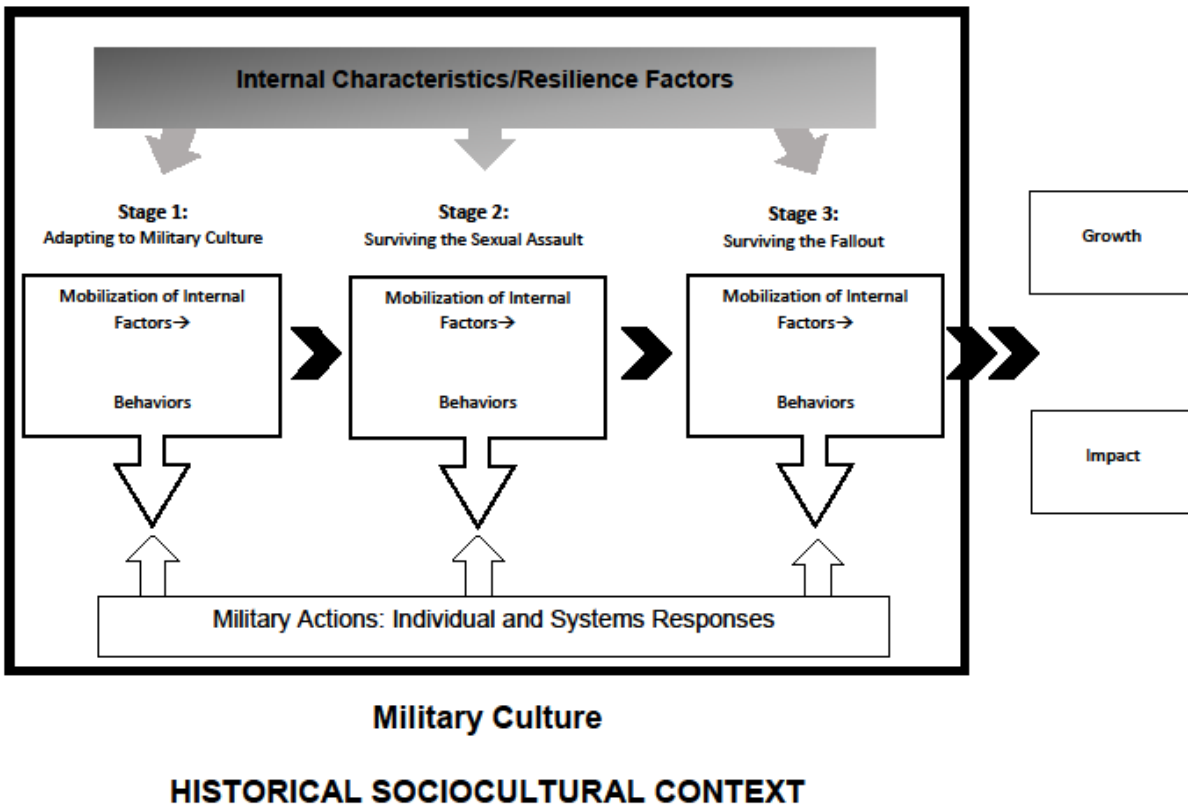 Internal Characteristics/Resilience Factors
Stage 1:
Adapting to Military Culture
Stage 2:
Surviving the Sexual Assault
Stage 3:
Surviving the Fallout
Mobilization of Internal
Factors→
Behaviors
Mobilization of Internal
Factors→
Behaviors
Mobilization of Internal
Factors→
Behaviors
Growth
Impact
Military Actions: Individual and Systems Responses
Military Culture
HISTORICAL SOCIOCULTURAL CONTEXT